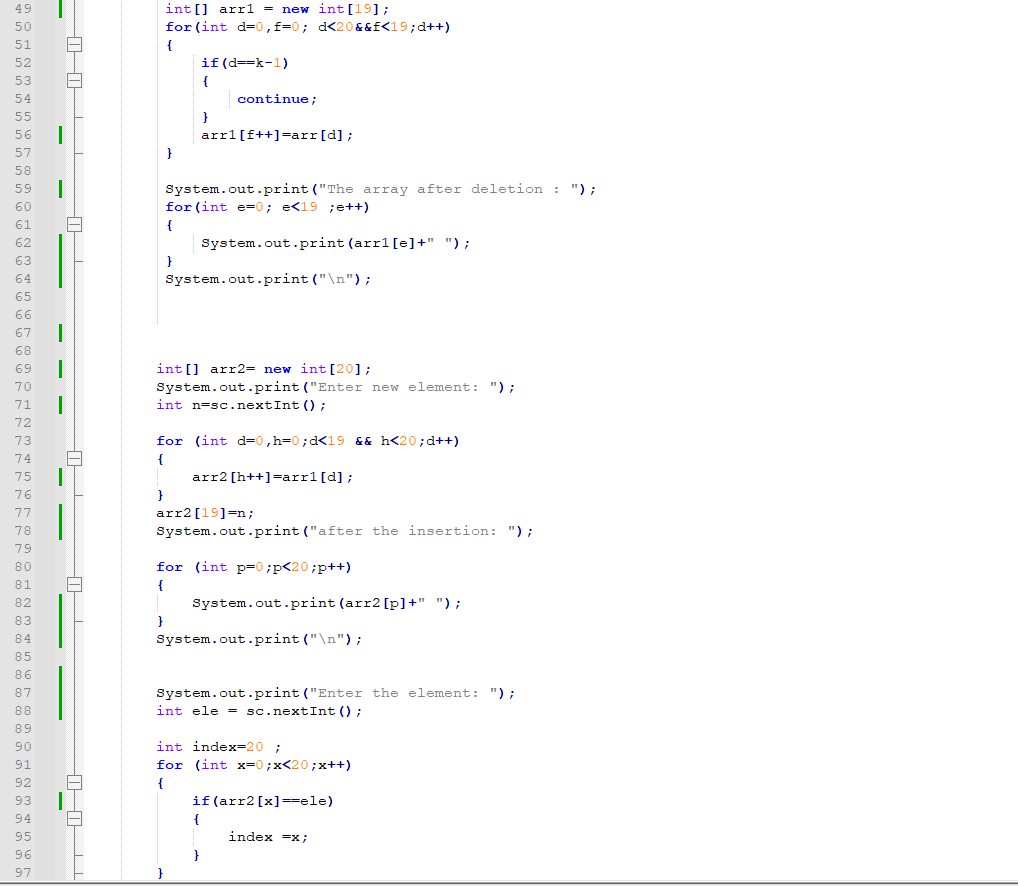 49 int[] arr1 = new int[19];
50 for(int d=0,f=0; d<20&&f<19;d++)
51 {
52 if(d==k-1)
53 {
54 continue;
55 }
56 arr1[f++]=arr[d];
57 }
58
59 System.out.print("The array after deletion : ");
60 for(int e=0; e<19 ;e++)
61 {
62 System.out.print(arr1[e]+" ");
63 }
64 System.out.print("\n");
65
66
67
68
69 int[] arr2= new int[20];
70 System.out.print("Enter new element: ");
71 int n=sc.nextInt();
72
73 for (int d=0,h=0;d<19 && h<20;d++)
74 {
75 arr2[h++]=arr1[d];
76 }
77 arr2[19]=n;
78 System.out.print("after the insertion: ");
79
80 for (int p=0;p<20;p++)
81 {
82 System.out.print(arr2[p]+" ");
83 }
84 System.out.print("\n");
85
86
87 System.out.print("Enter the element: ");
88 int ele = sc.nextInt();
89
90 int index=20 ;
91 for (int x=0;x<20;x++)
92 {
93 if(arr2[x]==ele)
94 {
95 index =x;
96 }
97 }